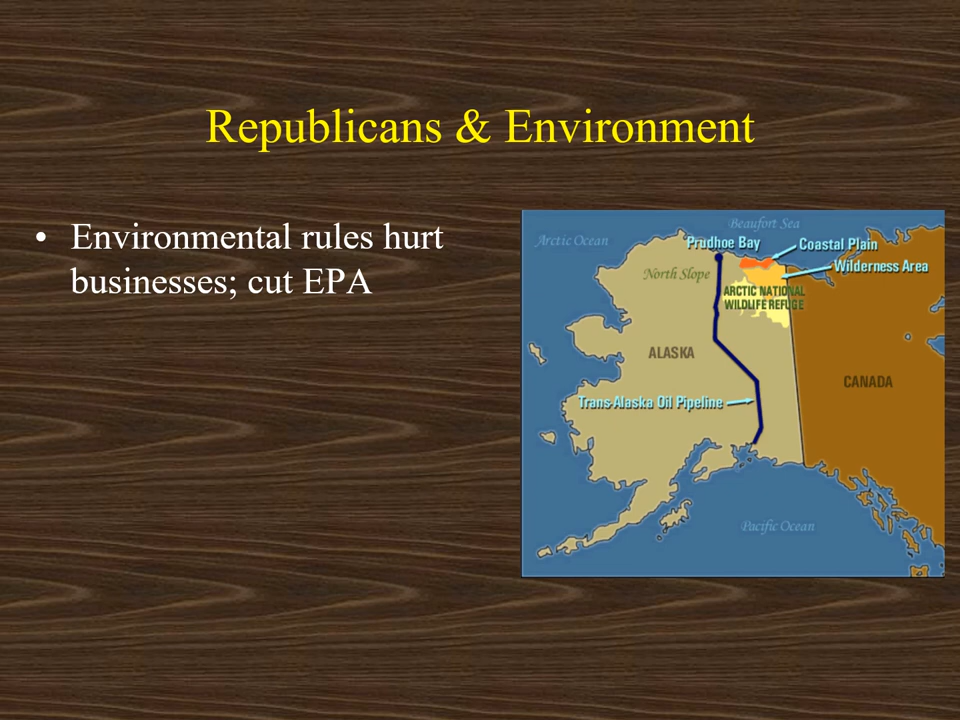 Republicans & Environment
• Environmental rules hurt
businesses; cut EPA
Beaufort Sea
Arctic Ocean
Prudhoe Bay
Coastal Plain
Wilderness Area
North Slope
ARCTIC NATIONAL
WILDLIFE REFUGE
ALASKA
CANADA
Trans-Alaska Oil Pipeline
Pacific Ocean